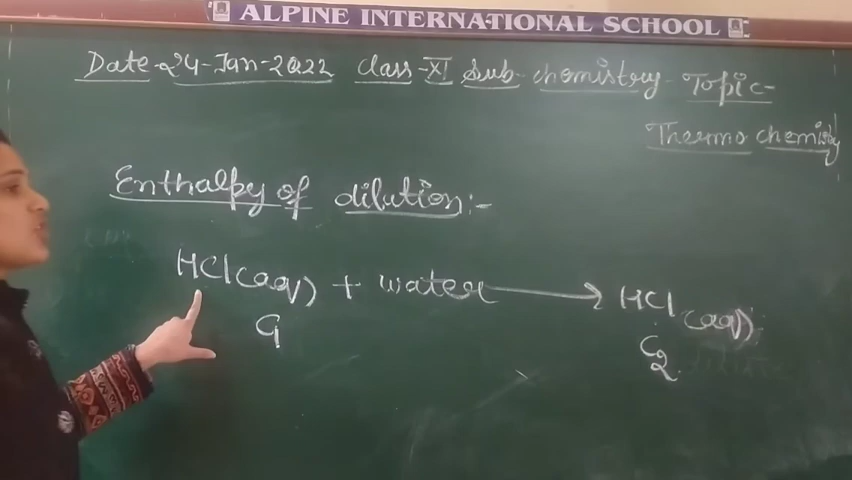 ALPINE INTERNATIONAL SCHOOL
Date-24-Jan-2022 Class-XI Sub-chemistry Topic-
Thermo chemistry
Enthalpy of dilution:-
HCl(aq) + water → HCl(aq)
C1 C2